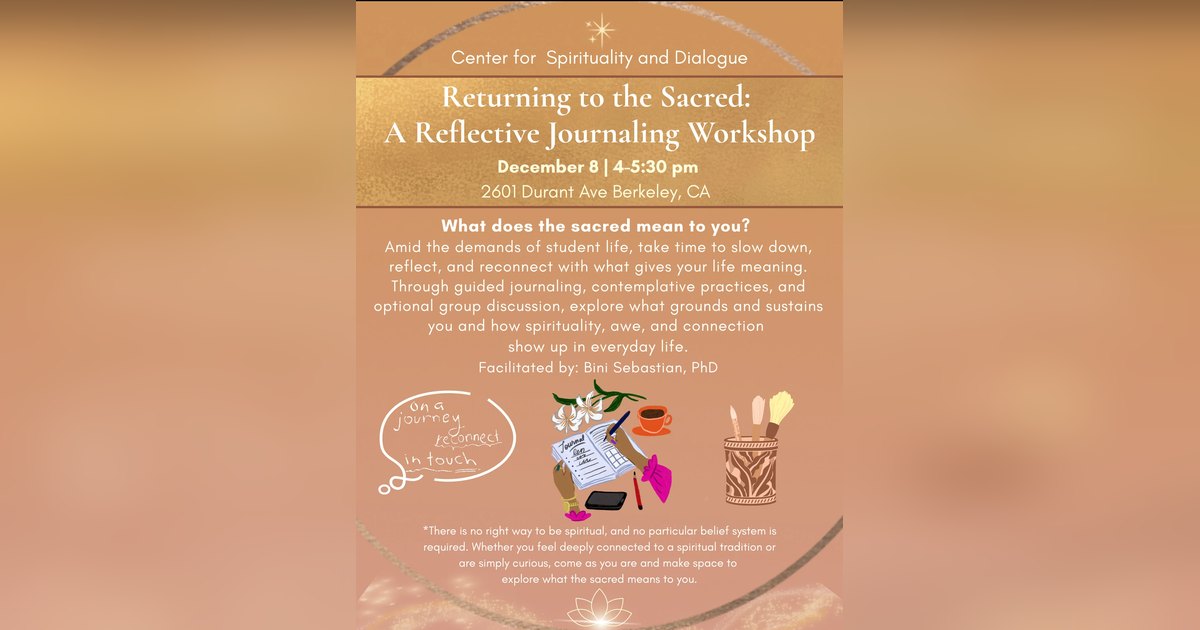 Center for Spirituality and Dialogue
Returning to the Sacred:
A Reflective Journaling Workshop
December 8 | 4-5:30 pm
2601 Durant Ave Berkeley, CA
What does the sacred mean to you?
Amid the demands of student life, take time to slow down,
reflect, and reconnect with what gives your life meaning.
Through guided journaling, contemplative practices, and
optional group discussion, explore what grounds and sustains
you and how spirituality, awe, and connection
show up in everyday life.
Facilitated by: Bini Sebastian, PhD
on a
journey
reconnect
in touch
Journal
*There is no right way to be spiritual, and no particular belief system is
required. Whether you feel deeply connected to a spiritual tradition or
are simply curious, come as you are and make space to
explore what the sacred means to you.